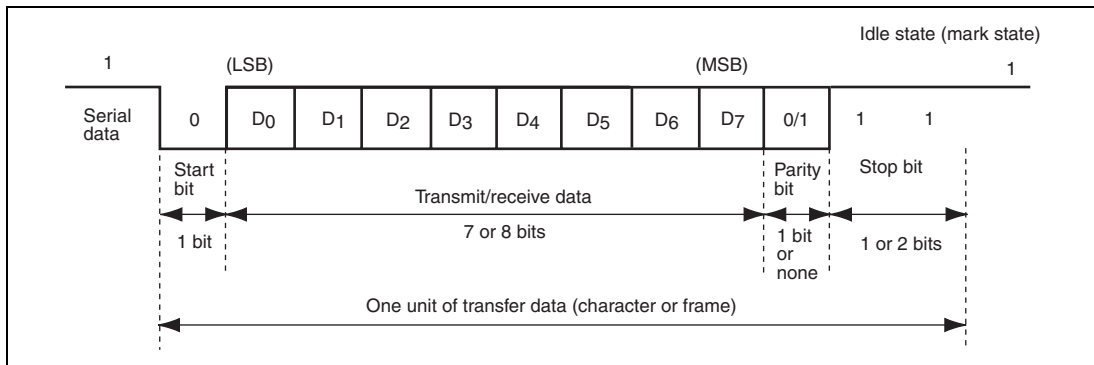 Idle state (mark state)
1 (LSB) (MSB) 1
Serial
data
0 D0 D1 D2 D3 D4 D5 D6 D7 0/1 1 1
Start
bit
Transmit/receive data
Parity
bit
Stop bit
1 bit
7 or 8 bits
1 bit
or
none
1 or 2 bits
One unit of transfer data (character or frame)